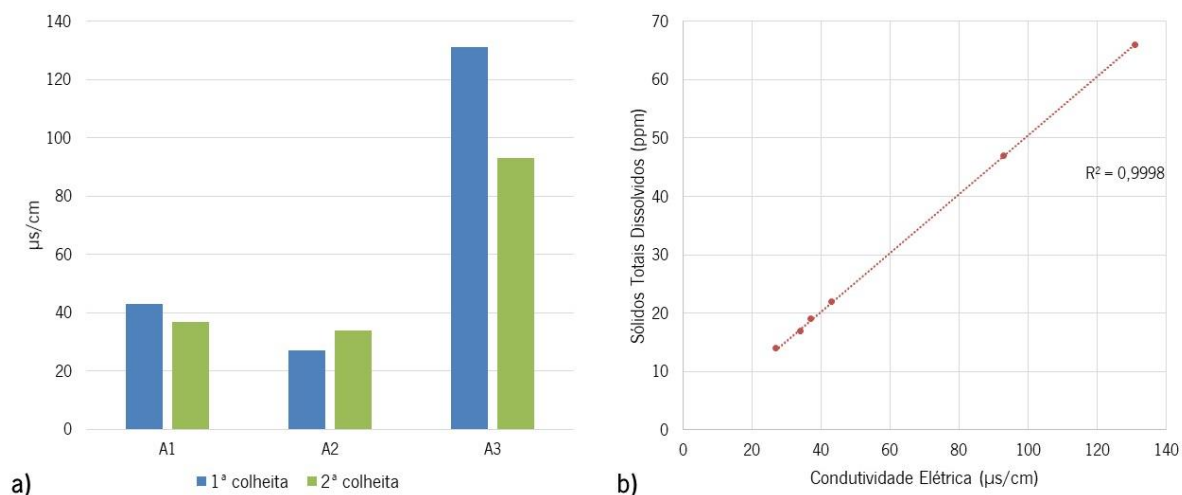 140
120
100
80
60
40
20
0
µs/cm
A1 A2 A3
1ª colheita 2ª colheita
a)
70
60
50
40
30
20
10
0
Sólidos Totais Dissolvidos (ppm)
R² = 0,9998
0 20 40 60 80 100 120 140
Condutividade Elétrica (µs/cm)
b)